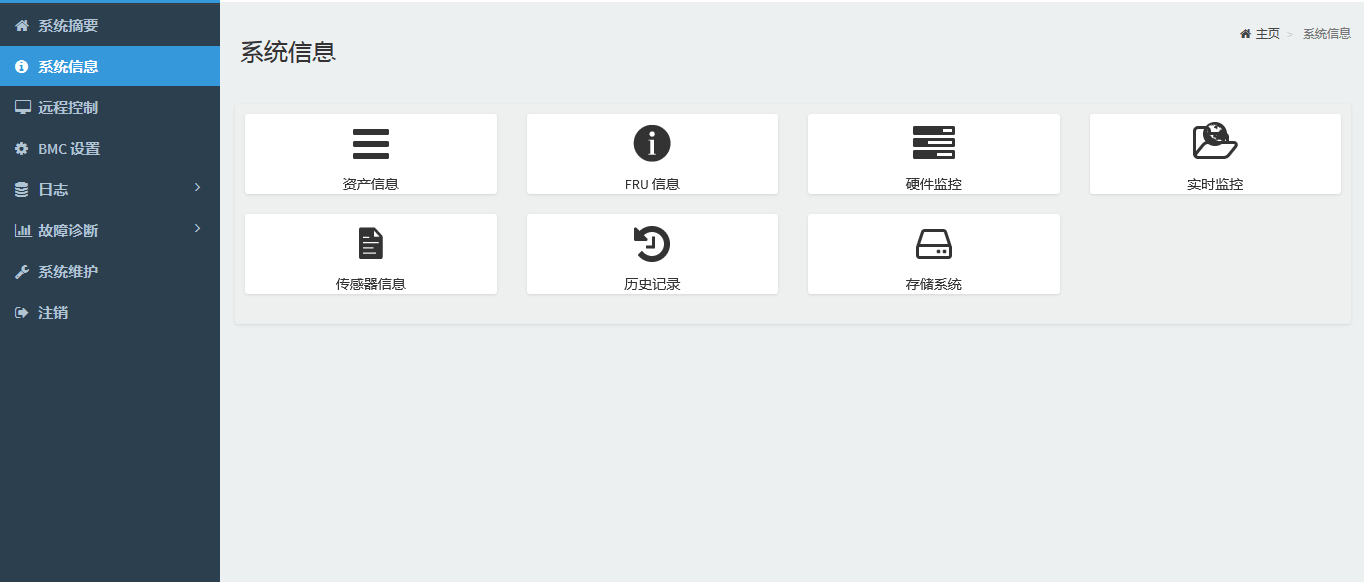 系统摘要
系统信息
远程控制
BMC 设置
日志
故障诊断
系统维护
注销
主页 > 系统信息
系统信息
资产信息
FRU 信息
硬件监控
实时监控
传感器信息
历史记录
存储系统